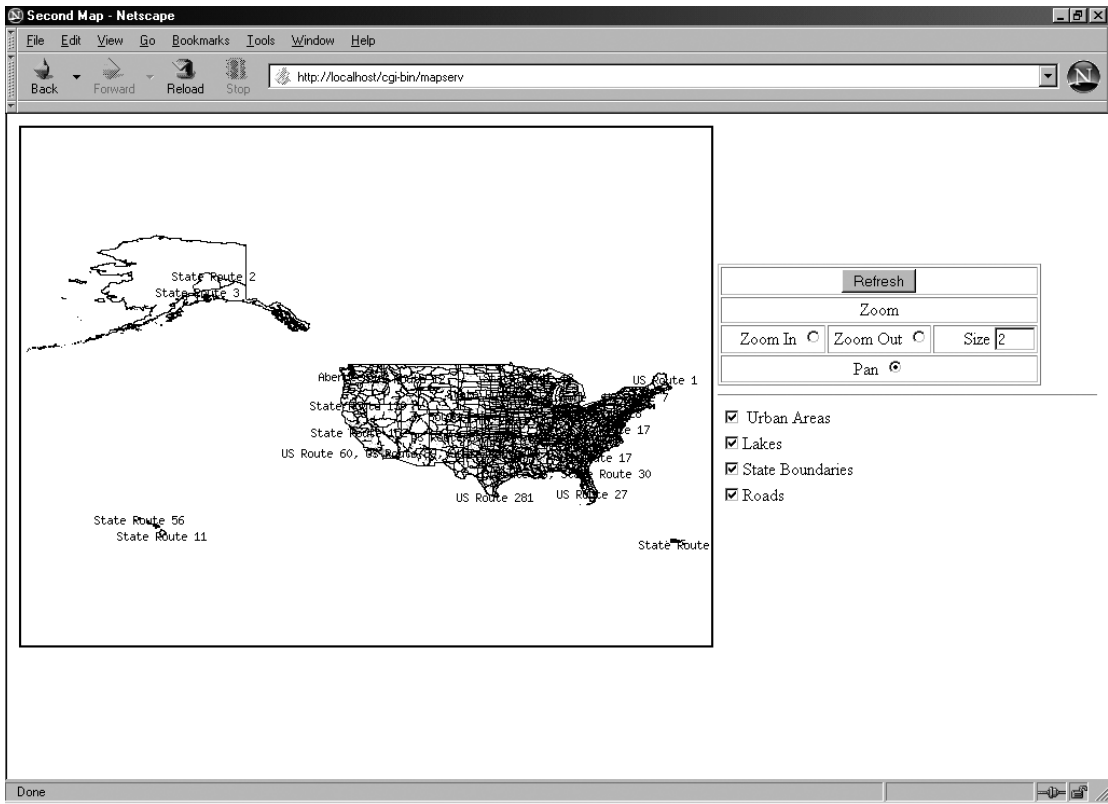 Second Map - Netscape
File Edit View Go Bookmarks Tools Window Help
Back Forward Reload Stop
http://localhost/cgi-bin/mapserv
N
State Route 2
State Route 3
US Route 1
State Route
State Route
17
US Route 60,
17
State Route 30
US Route 281
US Route 27
State Route 56
State Route 11
State Route
Refresh
Zoom
Zoom In Zoom Out Size 2
Pan
Urban Areas
Lakes
State Boundaries
Roads
Done